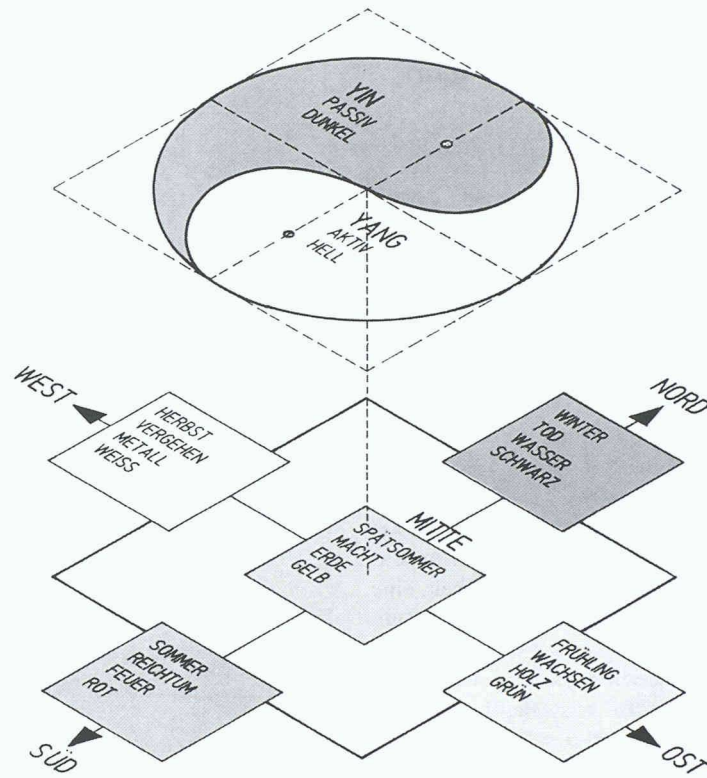 YIN
PASSIV
DUNKEL
YANG
AKTIV
HELL
WEST
NORD
HERBST
VERGEHEN
METALL
WEISS
WINTER
TOD
WASSER
SCHWARZ
MITTE
SPÄTSOMMER
MACHT
ERDE
GELB
SOMMER
REICHTUM
FEUER
ROT
FRÜHLING
WACHSEN
HOLZ
GRÜN
SÜD
OST